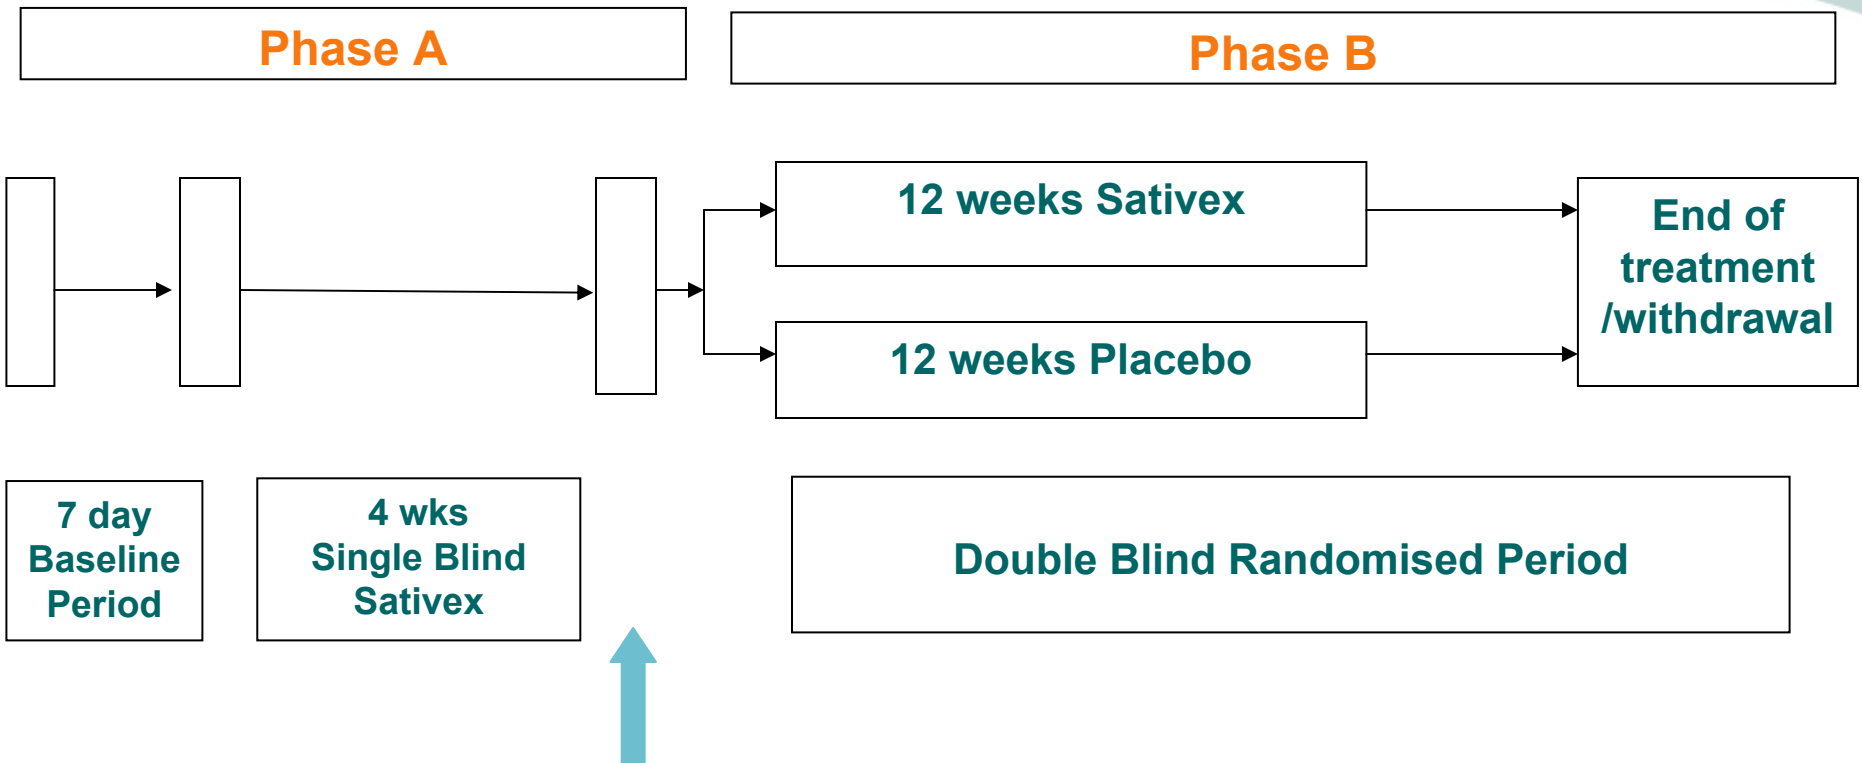 Phase A
Phase B
12 weeks Sativex
12 weeks Placebo
End of
treatment
/withdrawal
7 day
Baseline
Period
4 wks
Single Blind
Sativex
Double Blind Randomised Period